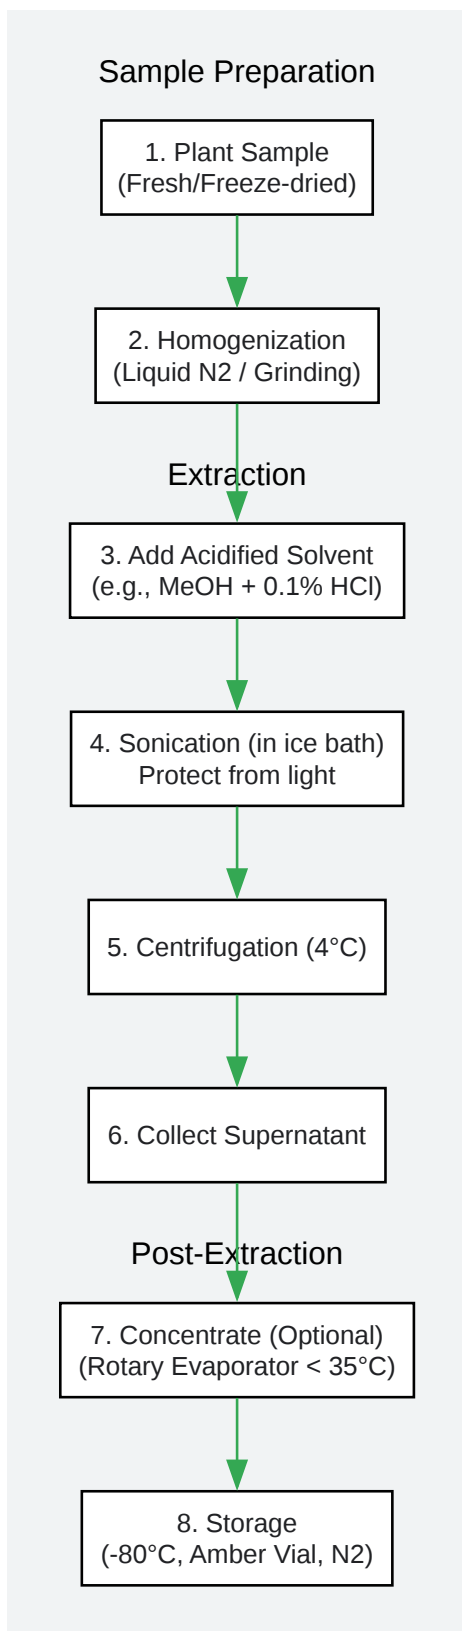 Sample Preparation
1. Plant Sample
(Fresh/Freeze-dried)
2. Homogenization
(Liquid N2 / Grinding)
Extraction
3. Add Acidified Solvent
(e.g., MeOH + 0.1% HCl)
4. Sonication (in ice bath)
Protect from light
5. Centrifugation (4°C)
6. Collect Supernatant
Post-Extraction
7. Concentrate (Optional)
(Rotary Evaporator < 35°C)
8. Storage
(-80°C, Amber Vial, N2)